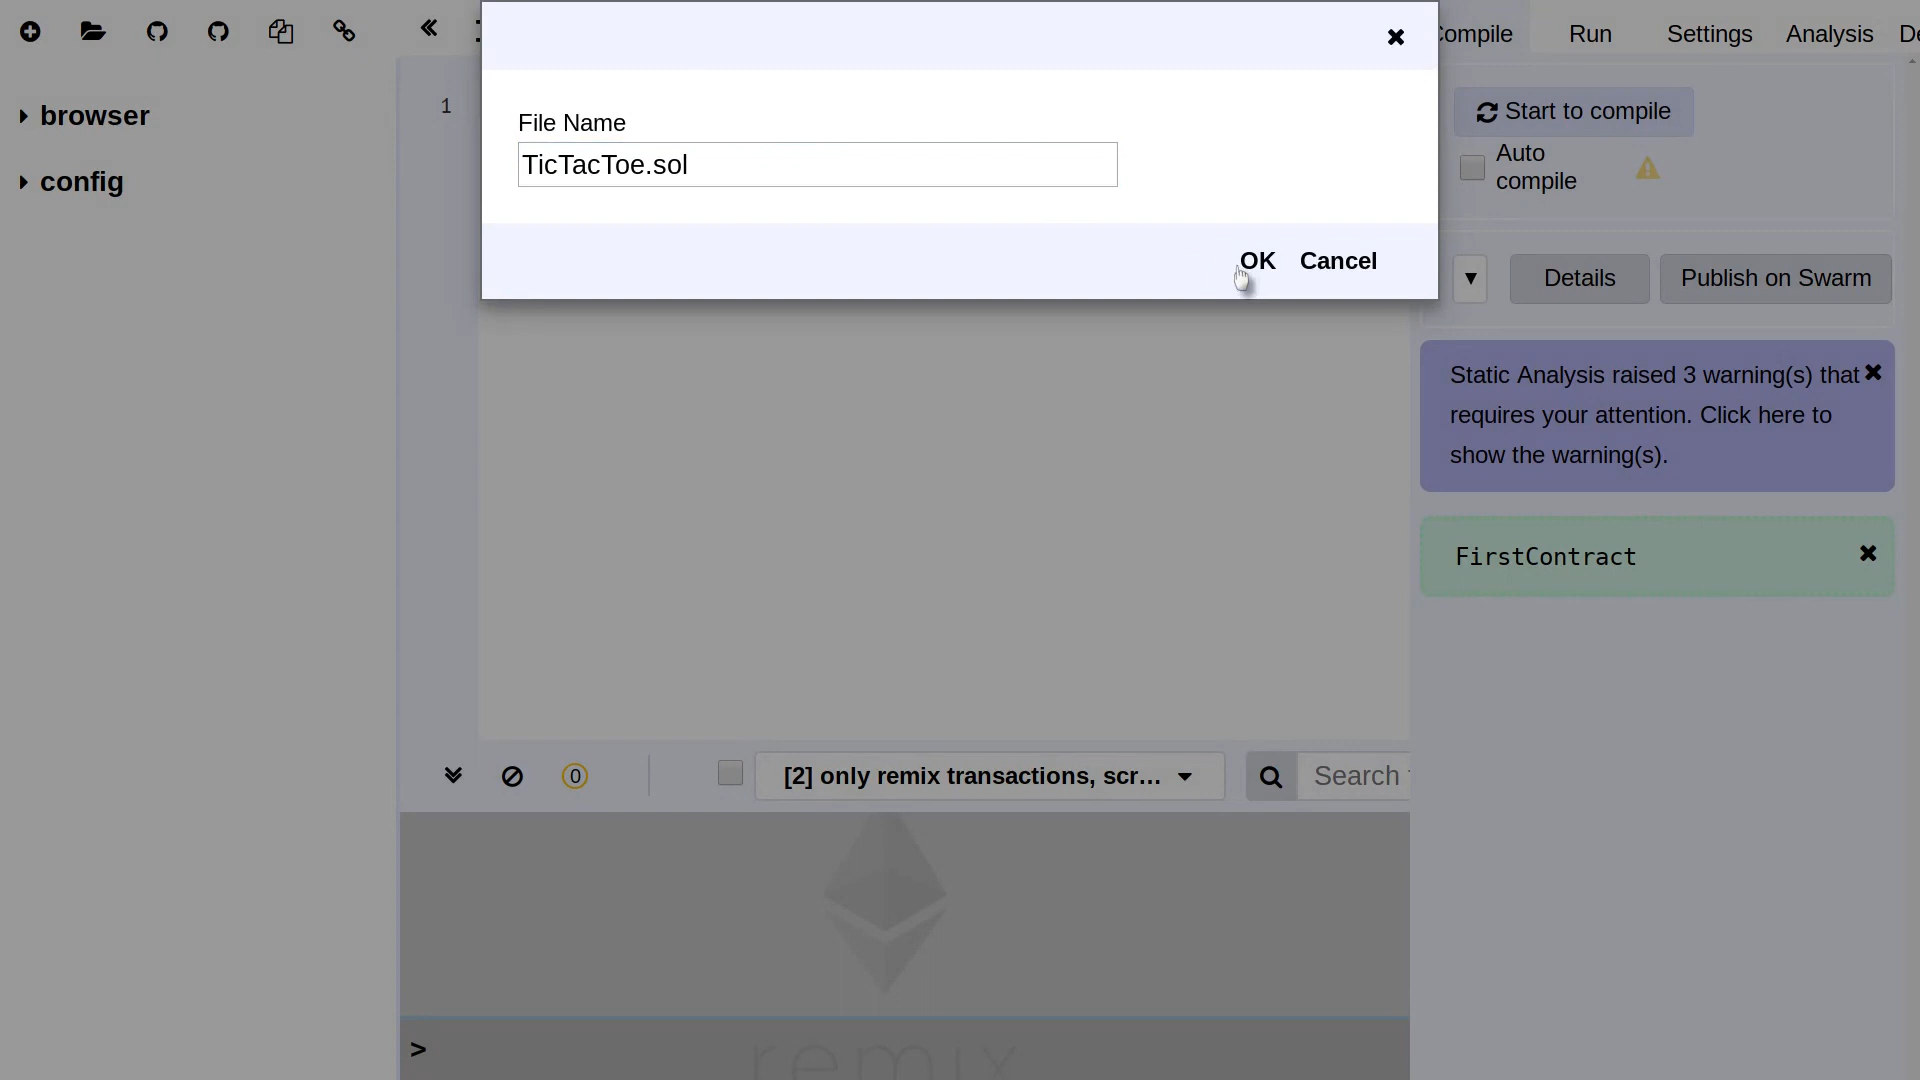 Compile
Run
Settings
Analysis
browser
config
1
File Name
TicTacToe.sol
OK
Cancel
Start to compile
Auto
compile
Details
Publish on Swarm
Static Analysis raised 3 warning(s) that
requires your attention. Click here to
show the warning(s).
FirstContract
0
[2] only remix transactions, scr...
Search
>
remix